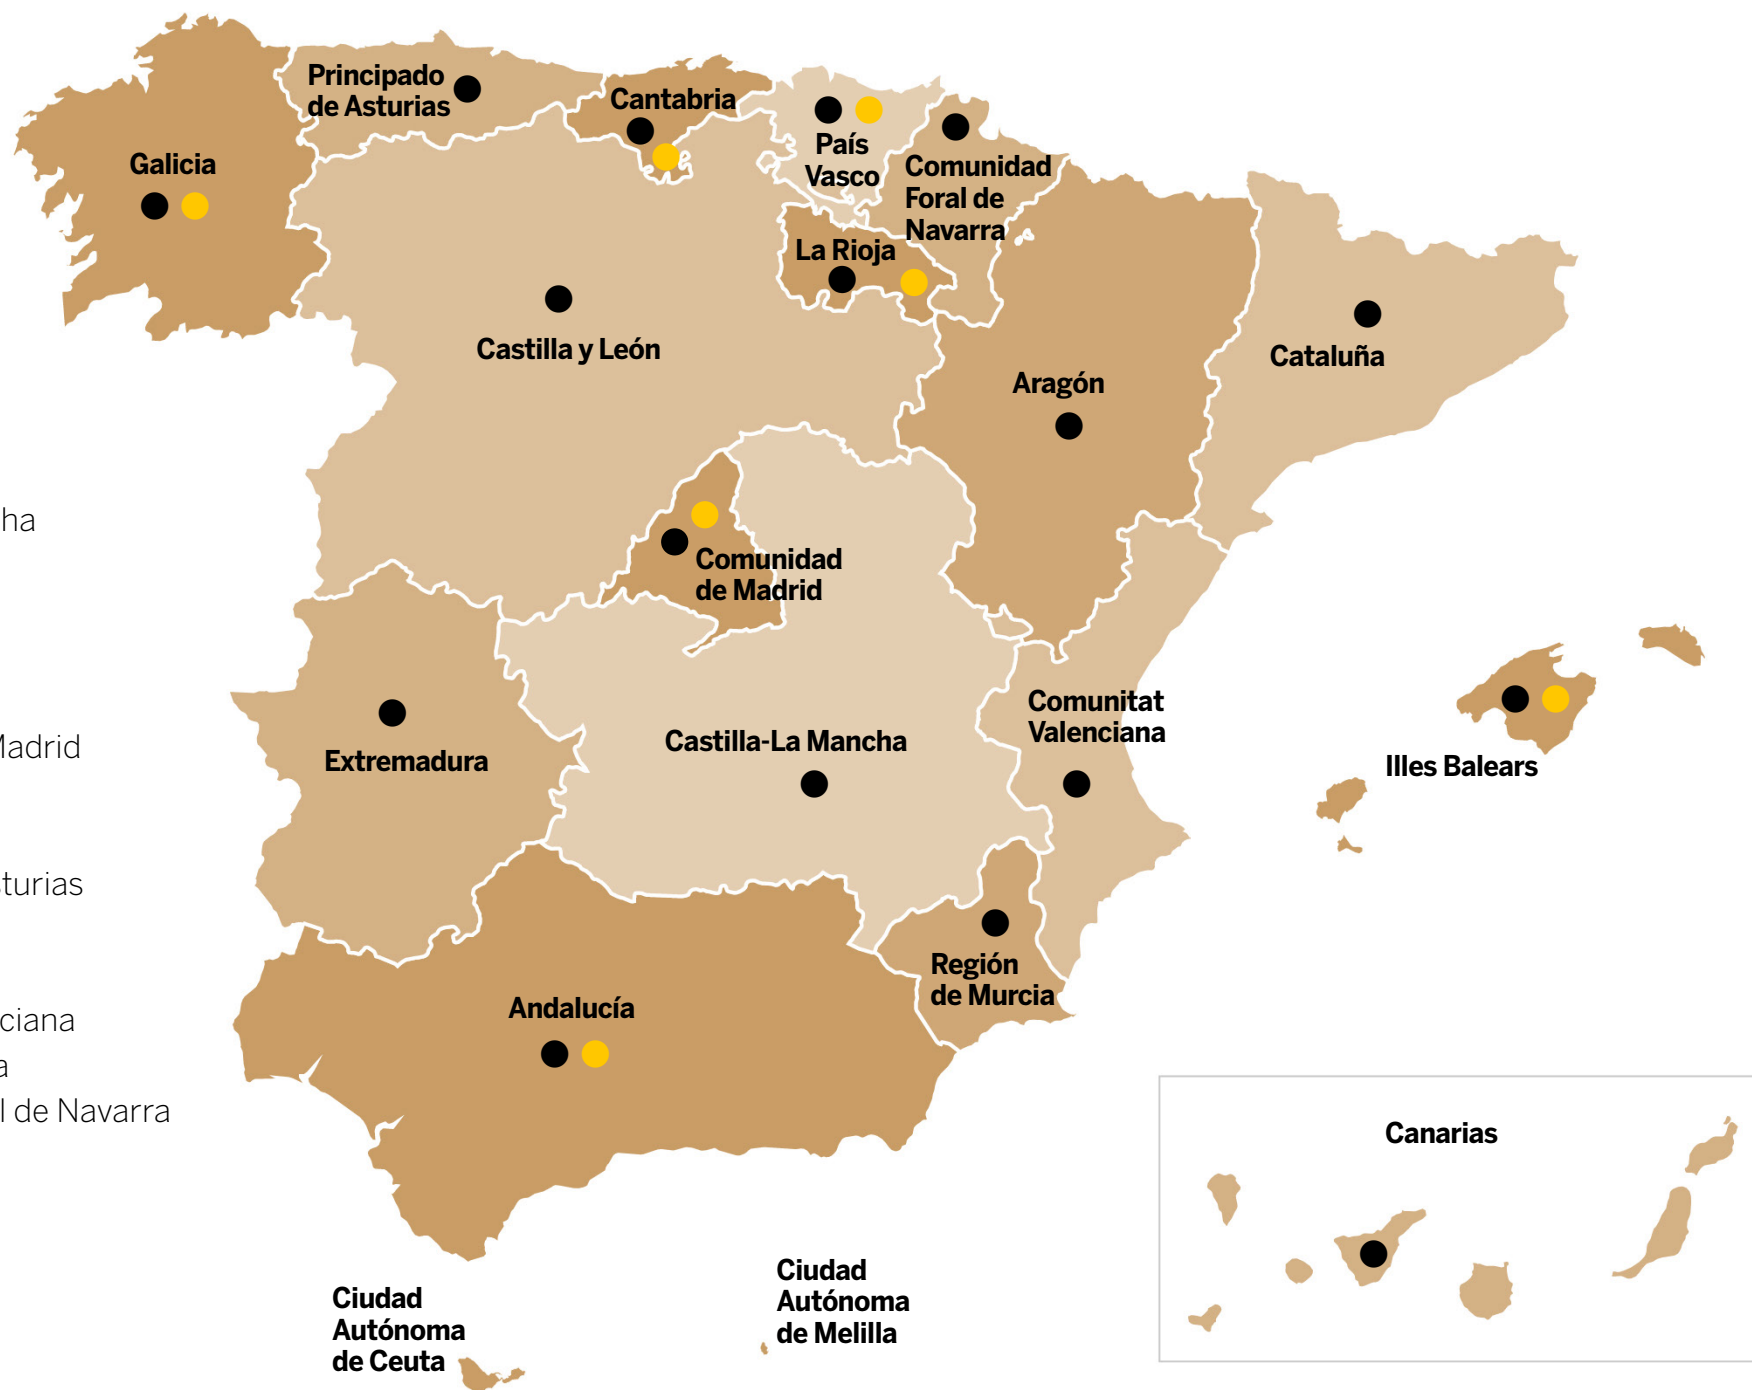 Principado
de Asturias
Cantabria
País
Vasco
Comunidad
Foral de
Navarra
Galicia
La Rioja
Castilla y León
Cataluña
Aragón
ha
Comunidad
de Madrid
Comunitat
Valenciana
Madrid
Castilla-La Mancha
Extremadura
Illes Balears
turias
Región
de Murcia
Andalucía
ciana
a
l de Navarra
Canarias
Ciudad
Autónoma
de Ceuta
Ciudad
Autónoma
de Melilla